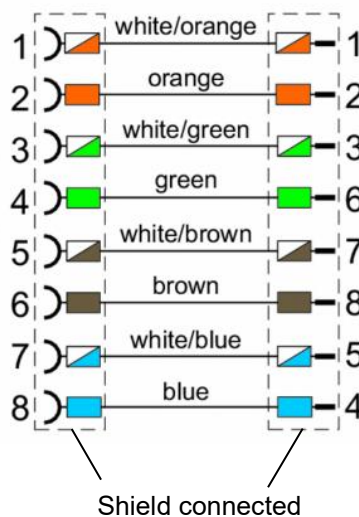 1 white/orange 1
2 orange 2
3 white/green 3
4 green 6
5 white/brown 7
6 brown 8
7 white/blue 5
8 blue 4
Shield connected